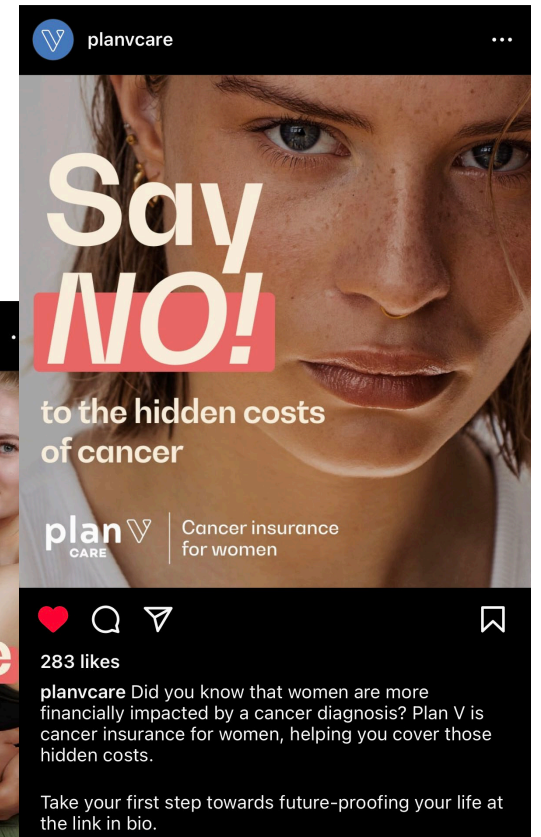 planvcare
Say
NO!
to the hidden costs
of cancer
plan V
CARE
Cancer insurance
for women
283 likes
planvcare Did you know that women are more
financially impacted by a cancer diagnosis? Plan V is
cancer insurance for women, helping you cover those
hidden costs.
Take your first step towards future-proofing your life at
the link in bio.